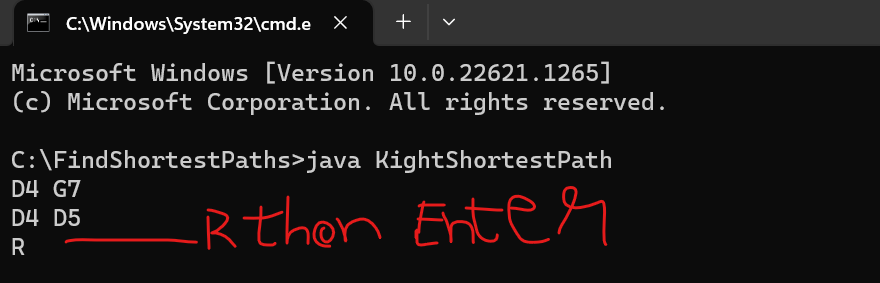 C:\Windows\System32\cmd.e
Microsoft Windows [Version 10.0.22621.1265]
(c) Microsoft Corporation. All rights reserved.
C:\FindShortestPaths>java KightShortestPath
D4 G7
D4 D5
R
R thon Enter